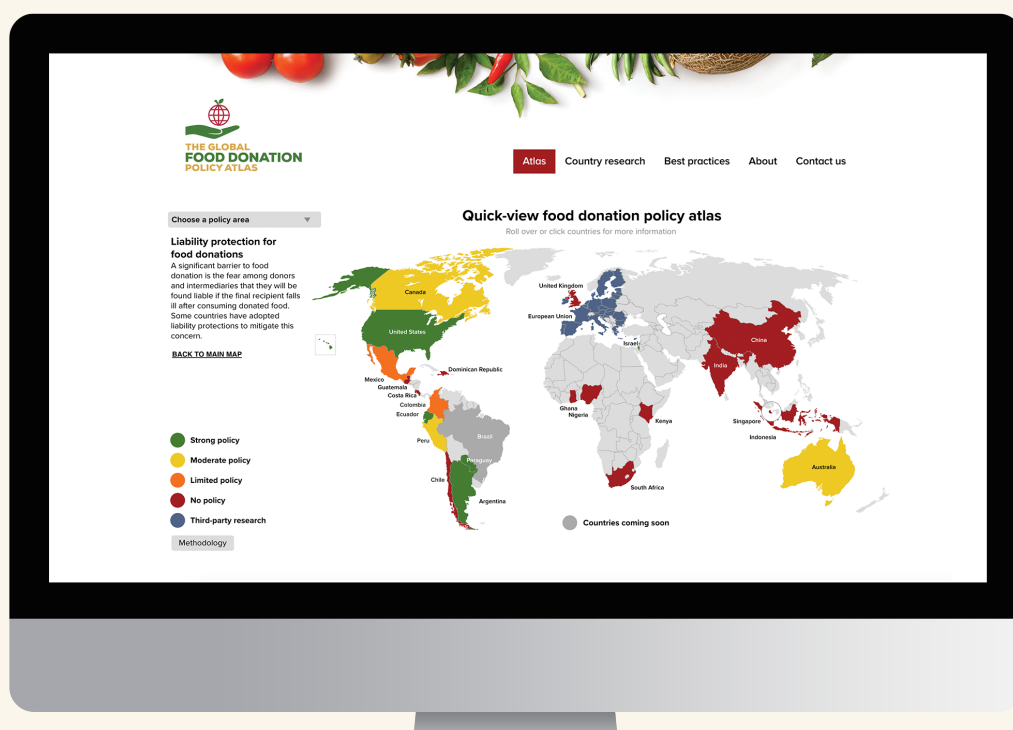 THE GLOBAL
FOOD DONATION
POLICY ATLAS
Atlas
Country research
Best practices
About
Contact us
Choose a policy area
Liability protection for
food donations
A significant barrier to food
donation is the fear among donors
and intermediaries that they will be
found liable if the final recipient falls
ill after consuming donated food.
Some countries have adopted
liability protections to mitigate this
concern.
BACK TO MAIN MAP
Strong policy
Moderate policy
Limited policy
No policy
Third-party research
Methodology
Quick-view food donation policy atlas
Roll over or click countries for more information
Canada
United States
Mexico
Guatemala
Costa Rica
Dominican Republic
Colombia
Ecuador
Peru
Brazil
Paraguay
Chile
Argentina
United Kingdom
European Union
Israel
Ghana
Nigeria
Kenya
South Africa
China
India
Singapore
Indonesia
Australia
Countries coming soon